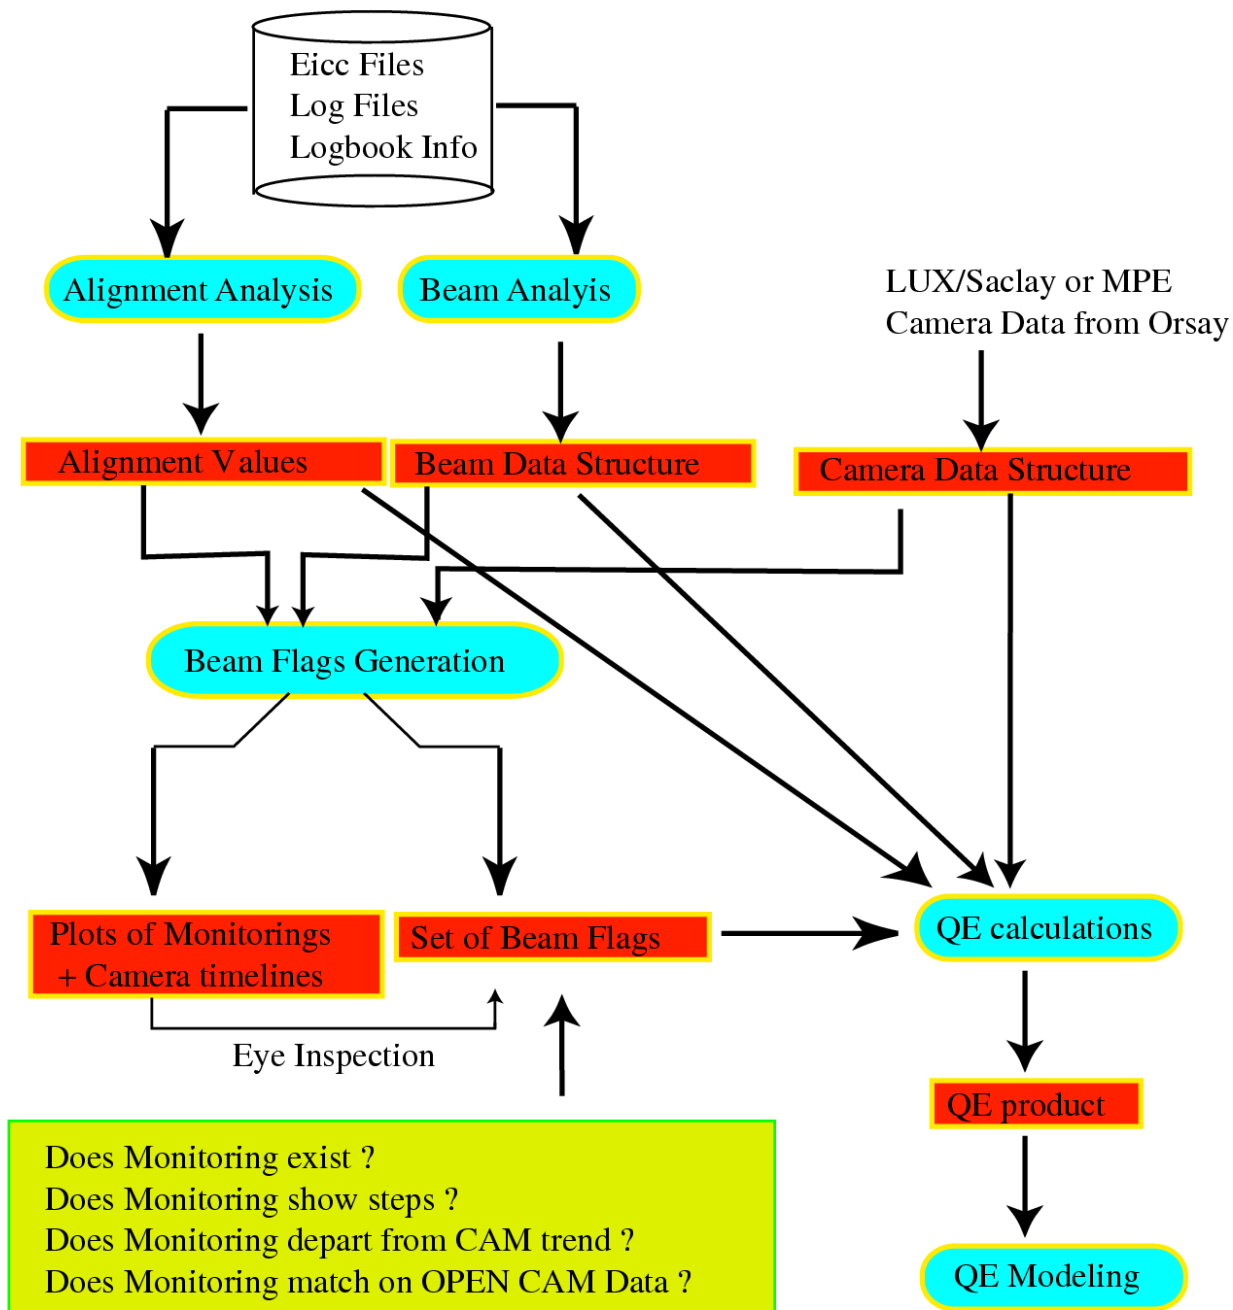 Eicc Files
Log Files
Logbook Info
Alignment Analysis
Beam Analyis
LUX/Saclay or MPE
Camera Data from Orsay
Alignment Values
Beam Data Structure
Camera Data Structure
Beam Flags Generation
Plots of Monitorings
+ Camera timelines
Set of Beam Flags
QE calculations
Eye Inspection
QE product
Does Monitoring exist ?
Does Monitoring show steps ?
Does Monitoring depart from CAM trend ?
Does Monitoring match on OPEN CAM Data ?
QE Modeling